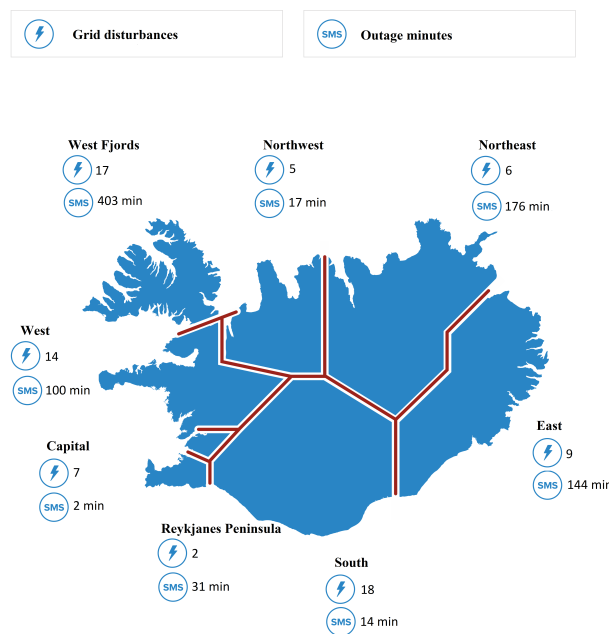 Grid disturbances
SMS Outage minutes
West Fjords
17
SMS 403 min
Northwest
5
SMS 17 min
Northeast
6
SMS 176 min
West
14
SMS 100 min
Capital
7
SMS 2 min
East
9
SMS 144 min
Reykjanes Peninsula
2
SMS 31 min
South
18
SMS 14 min